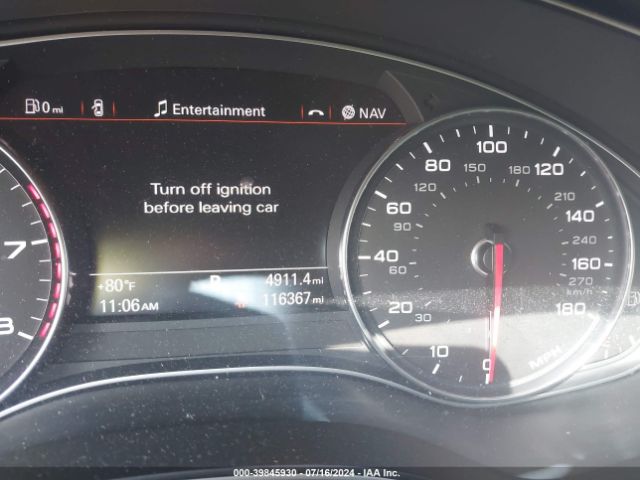 0 mi Entertainment NAV
Turn off ignition
before leaving car
+80°F P 4911.4 mi
11:06 AM 116367 mi
7
8
0 10 20 40 60 80 100 120 140 160 180
30 60 90 120 150 180 210 240 270
km/h
MPH
000-39845930 - 07/16/2024 - IAA Inc.